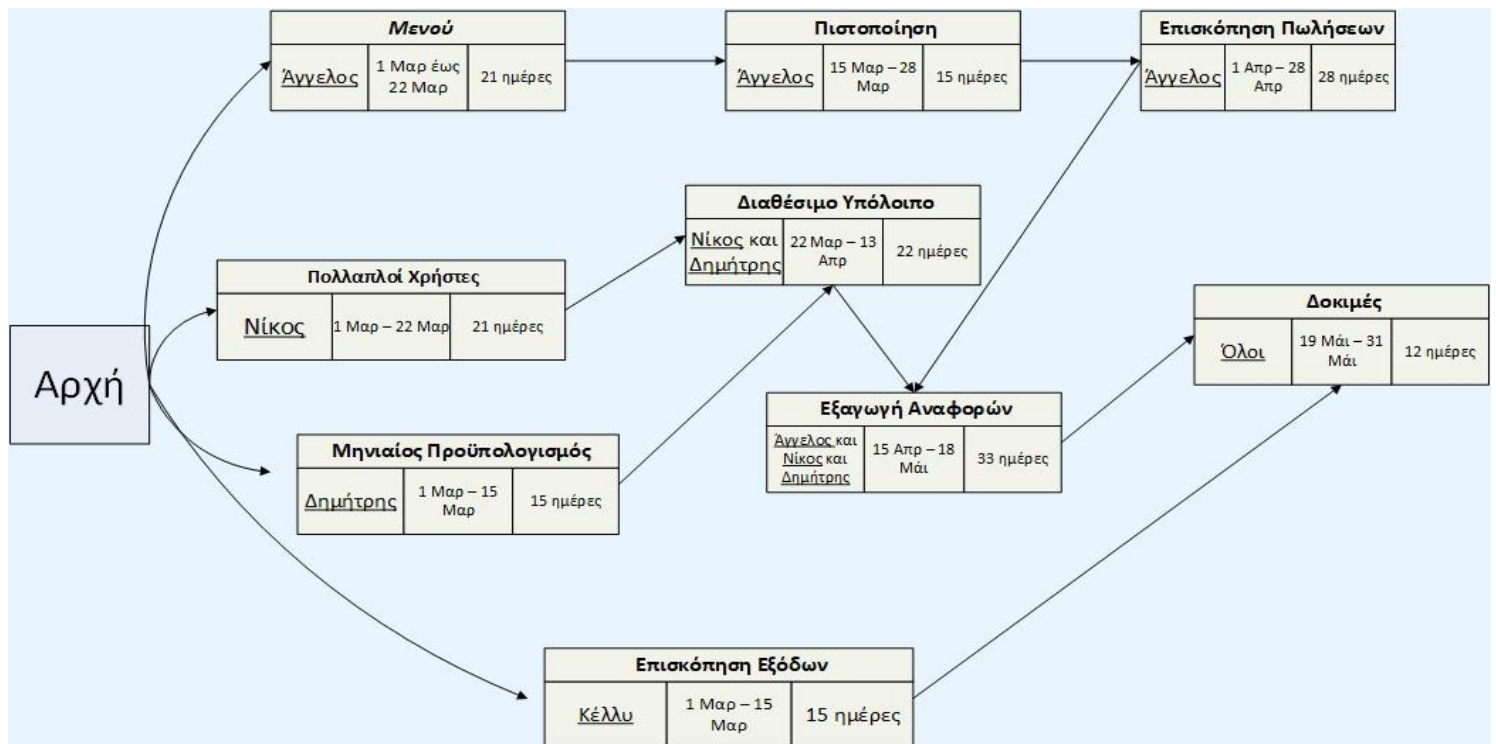 Μενού
Άγγελος
1 Μαρ έως
22 Μαρ
21 ημέρες
Πιστοποίηση
Άγγελος
15 Μαρ – 28
Μαρ
15 ημέρες
Επισκόπηση Πωλήσεων
Άγγελος
1 Απρ – 28
Απρ
28 ημέρες
Διαθέσιμο Υπόλοιπο
Νίκος και
Δημήτρης
22 Μαρ – 13
Απρ
22 ημέρες
Πολλαπλοί Χρήστες
Νίκος
1 Μαρ – 22 Μαρ
21 ημέρες
Δοκιμές
Όλοι
19 Μάι – 31
Μάι
12 ημέρες
Αρχή
Εξαγωγή Αναφορών
Άγγελος και
Νίκος και
Δημήτρης
15 Απρ – 18
Μάι
33 ημέρες
Μηνιαίος Προϋπολογισμός
Δημήτρης
1 Μαρ – 15
Μαρ
15 ημέρες
Επισκόπηση Εξόδων
Κέλλυ
1 Μαρ – 15
Μαρ
15 ημέρες